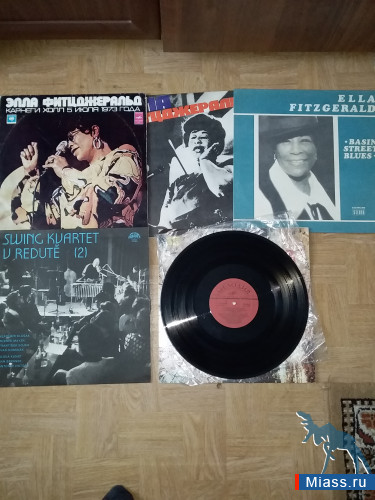 ЭЛЛА ФИТЦДЖЕРАЛЬД
КАРНЕГИ ХОЛЛ 5 ИЮЛЯ 1973 ГОДА
ЦДЖЕРАЛ
ELLA
FITZGERALD
• BASIN
STREET
BLUES •
SWING KVARTET
V REDUTĚ (2)
Miass.ru